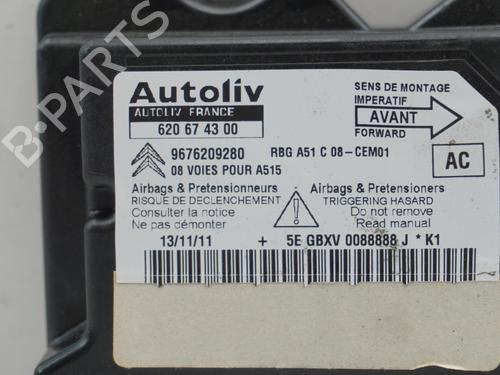 B-PARTS
Autoliv
AUTOLIV FRANCE
620 67 43 00
SENS DE MONTAGE
IMPERATIF
AVANT
FORWARD
9676209280 RBG A51 C 08-CEM01
08 VOIES POUR A515
AC
Airbags & Pretensionneurs
RISQUE DE DECLENCHEMENT
Consulter la notice
Ne pas démonter
Airbags & Pretensioners
TRIGGERING HASARD
Do not remove
Read manual
13/11/11 + 5E GBXV 0088888 J * K1